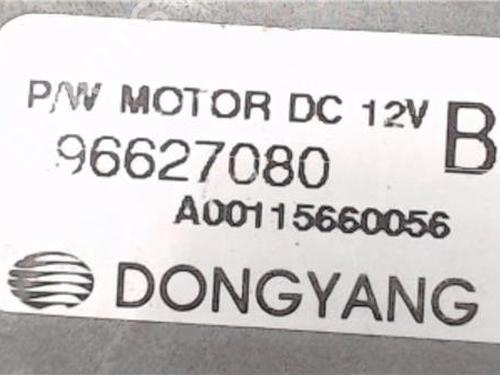 P/W MOTOR DC 12V B
96627080
A00115660056
DONGYANG